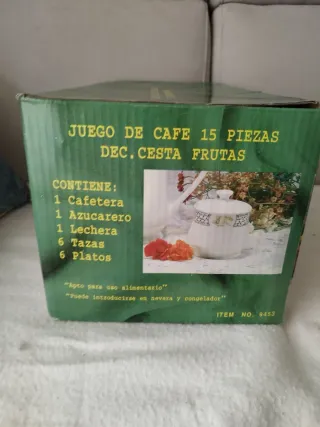 JUEGO DE CAFE 15 PIEZAS
DEC.CESTA FRUTAS
CONTIENE:
1 Cafetera
1 Azucarero
1 Lechera
6 Tazas
6 Platos
"Apto para uso alimentario"
"Puede introducirse en nevera y congelador"
ITEM NO.